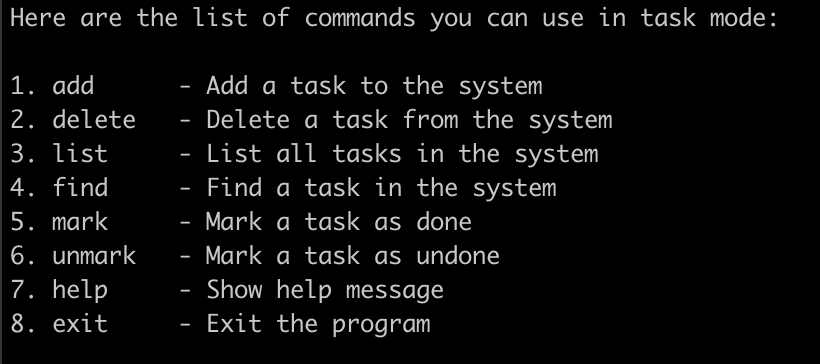 Here are the list of commands you can use in task mode:
1. add - Add a task to the system
2. delete - Delete a task from the system
3. list - List all tasks in the system
4. find - Find a task in the system
5. mark - Mark a task as done
6. unmark - Mark a task as undone
7. help - Show help message
8. exit - Exit the program